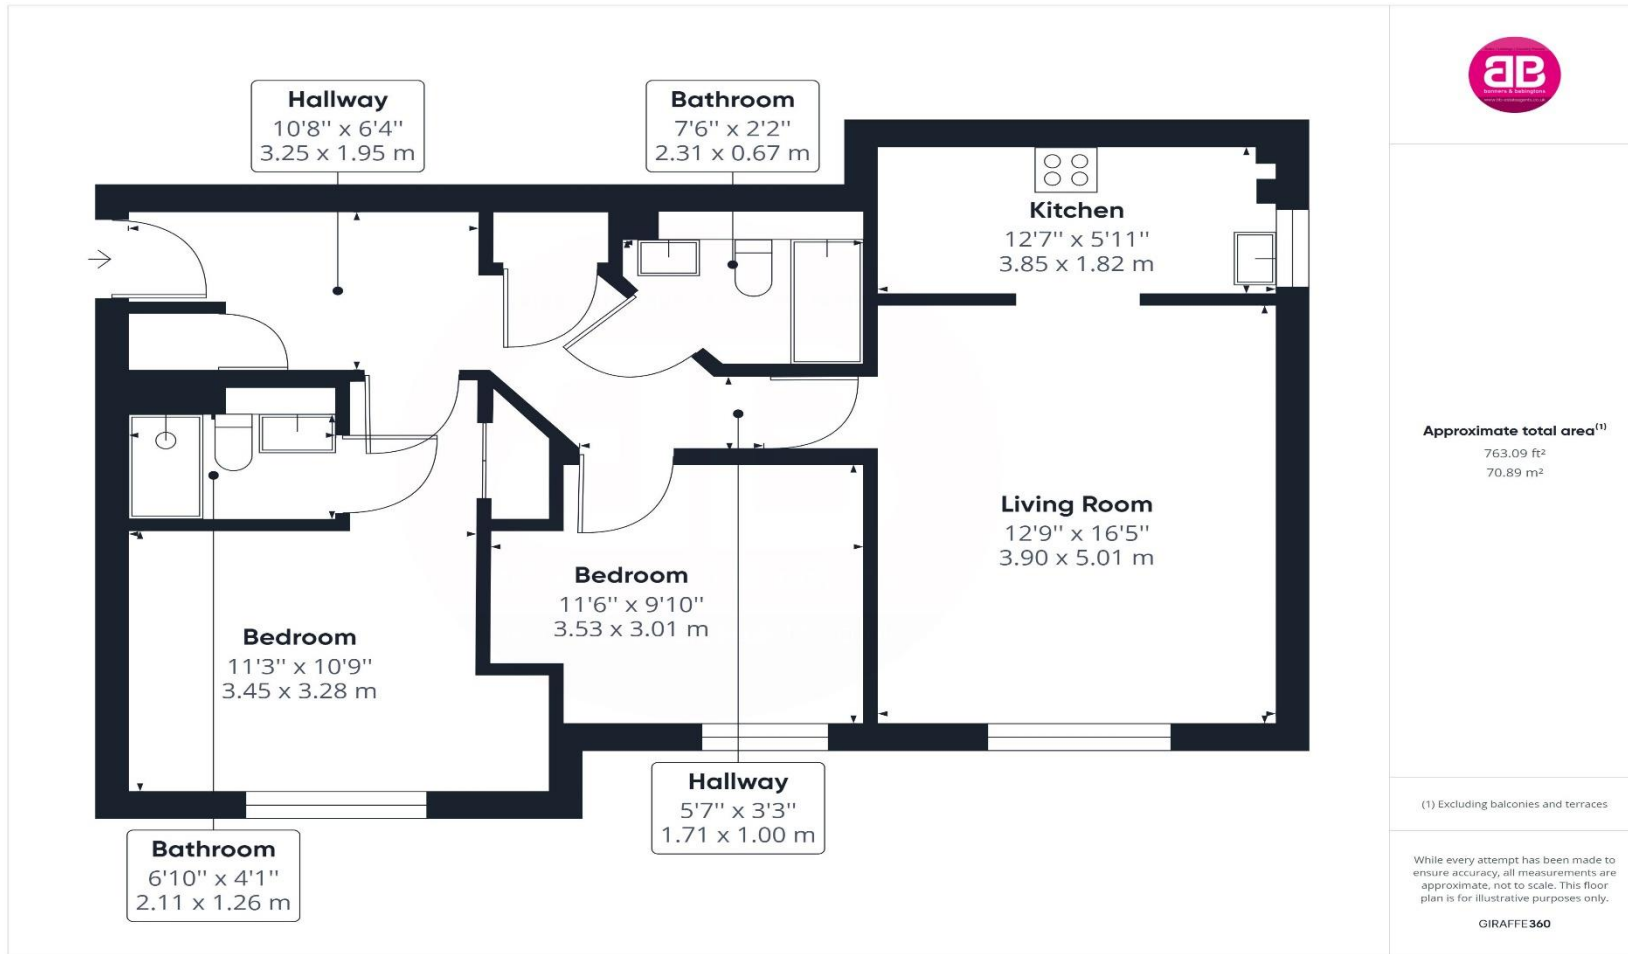 Hallway
10'8" x 6'4"
3.25 x 1.95 m
Bathroom
7'6" x 2'2"
2.31 x 0.67 m
Kitchen
12'7" x 5'11"
3.85 x 1.82 m
Living Room
12'9" x 16'5"
3.90 x 5.01 m
Bedroom
11'6" x 9'10"
3.53 x 3.01 m
Bedroom
11'3" x 10'9"
3.45 x 3.28 m
Hallway
5'7" x 3'3"
1.71 x 1.00 m
Bathroom
6'10" x 4'1"
2.11 x 1.26 m
BB
Approximate total area(1)
763.09 ft²
70.89 m²
(1) Excluding balconies and terraces
While every attempt has been made to
ensure accuracy, all measurements are
approximate, not to scale. This floor
plan is for illustrative purposes only.
GIRAFFE360